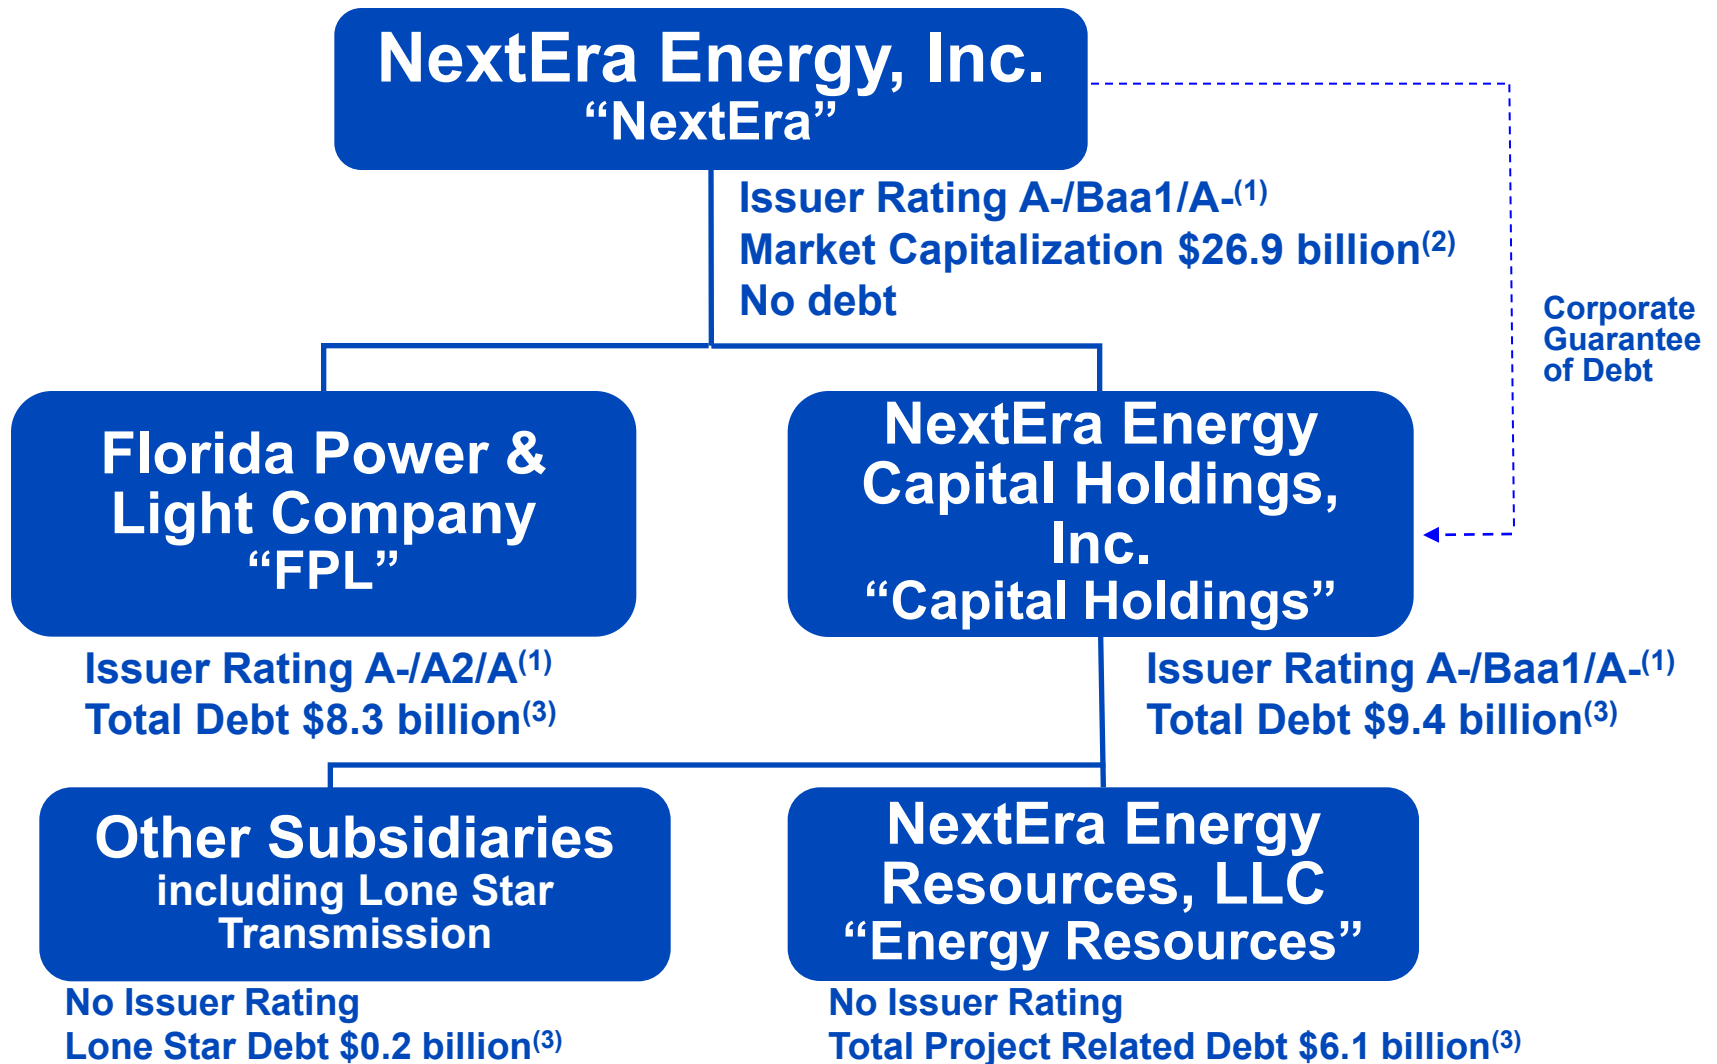 NextEra Energy, Inc.
“NextEra”
Issuer Rating A-/Baa1/A-(1)
Market Capitalization $26.9 billion(2)
No debt
Corporate
Guarantee
of Debt
Florida Power &
Light Company
“FPL”
NextEra Energy
Capital Holdings,
Inc.
“Capital Holdings”
Issuer Rating A-/A2/A(1)
Total Debt $8.3 billion(3)
Issuer Rating A-/Baa1/A-(1)
Total Debt $9.4 billion(3)
Other Subsidiaries
including Lone Star
Transmission
NextEra Energy
Resources, LLC
“Energy Resources”
No Issuer Rating
Lone Star Debt $0.2 billion(3)
No Issuer Rating
Total Project Related Debt $6.1 billion(3)